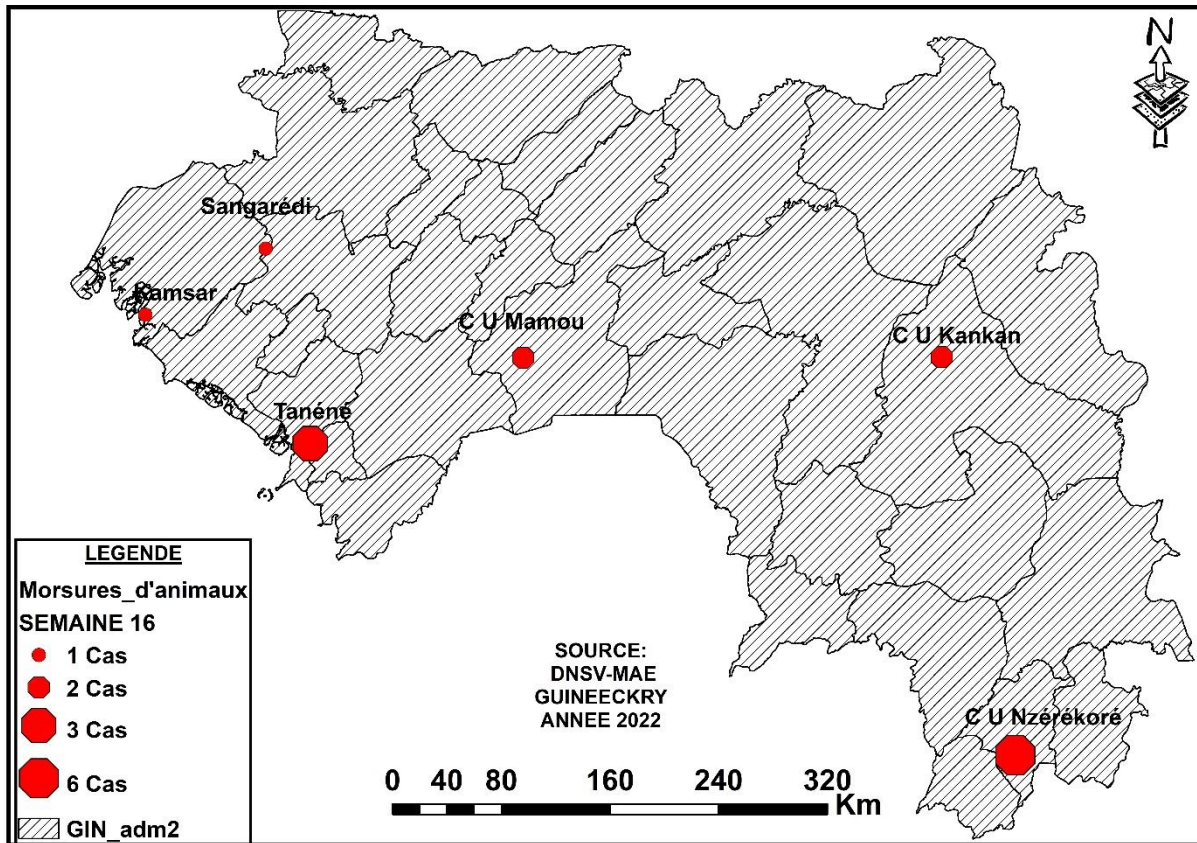 N
Sangarédi
Kamsar
C U Mamou
C U Kankan
Tanéné
C U Nzérékoré
LEGENDE
Morsures_d'animaux
SEMAINE 16
1 Cas
2 Cas
3 Cas
6 Cas
GIN_adm2
SOURCE:
DNSV-MAE
GUINEECKRY
ANNEE 2022
0 40 80 160 240 320
Km